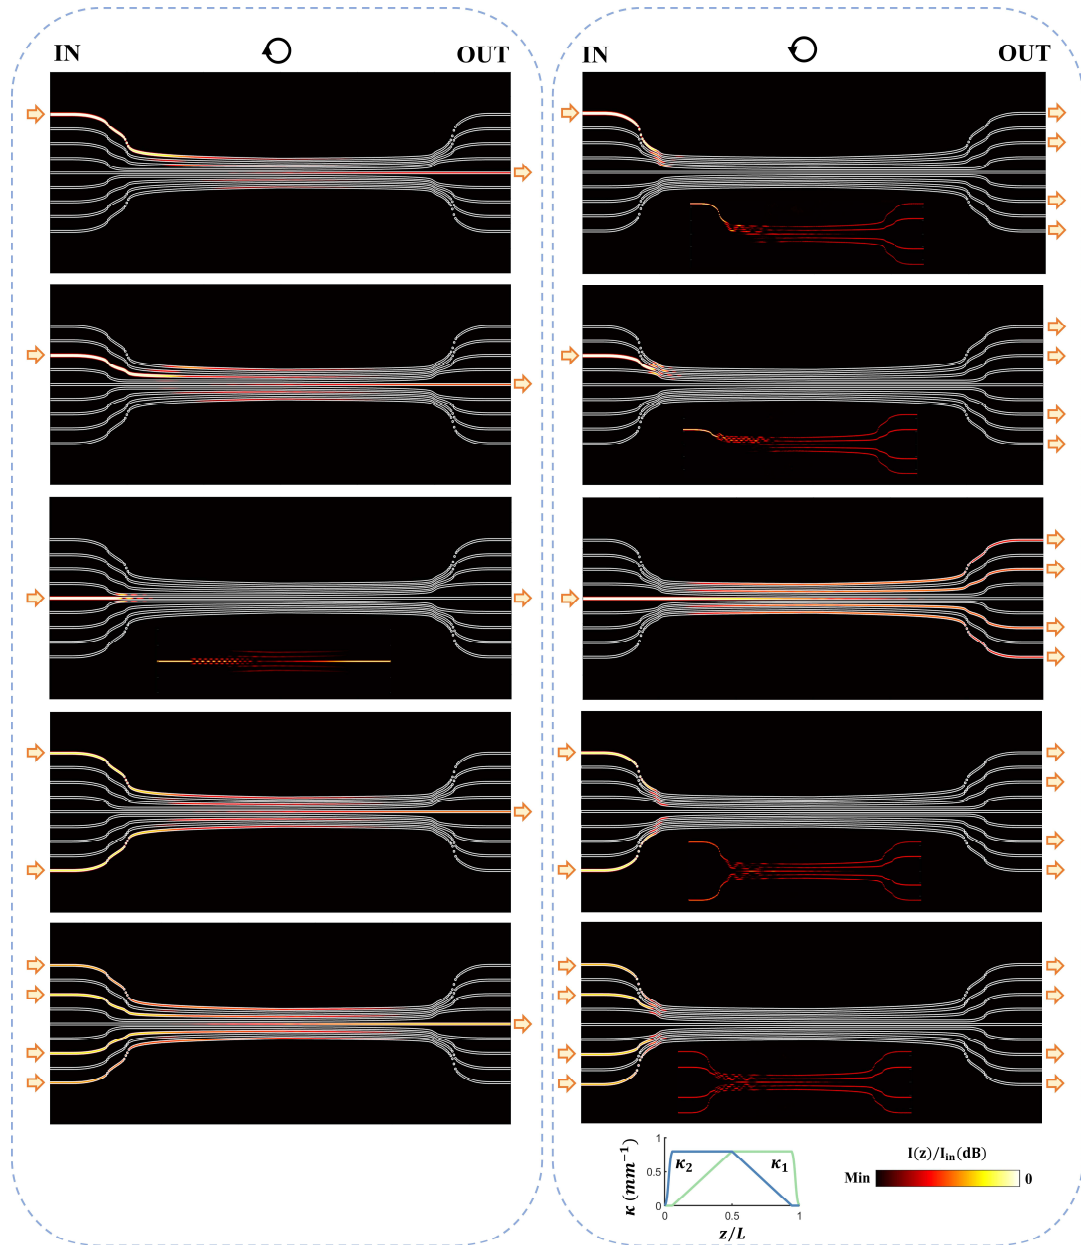 IN OUT
IN OUT
κ (mm⁻¹)
1
0.5
0
κ₂ κ₁
0 0.5 1
z/L
I(z)/Iᵢₙ(dB)
Min 0